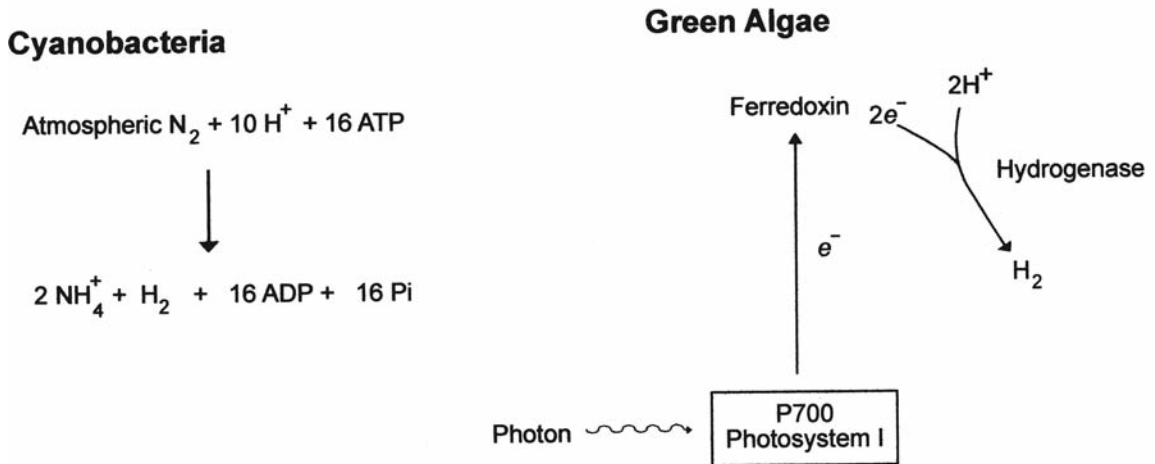 Cyanobacteria
Atmospheric N₂ + 10 H⁺ + 16 ATP
2 NH₄⁺ + H₂ + 16 ADP + 16 Pi
Green Algae
Ferredoxin 2e⁻
2H⁺
Hydrogenase
e⁻
H₂
Photon
P700
Photosystem I